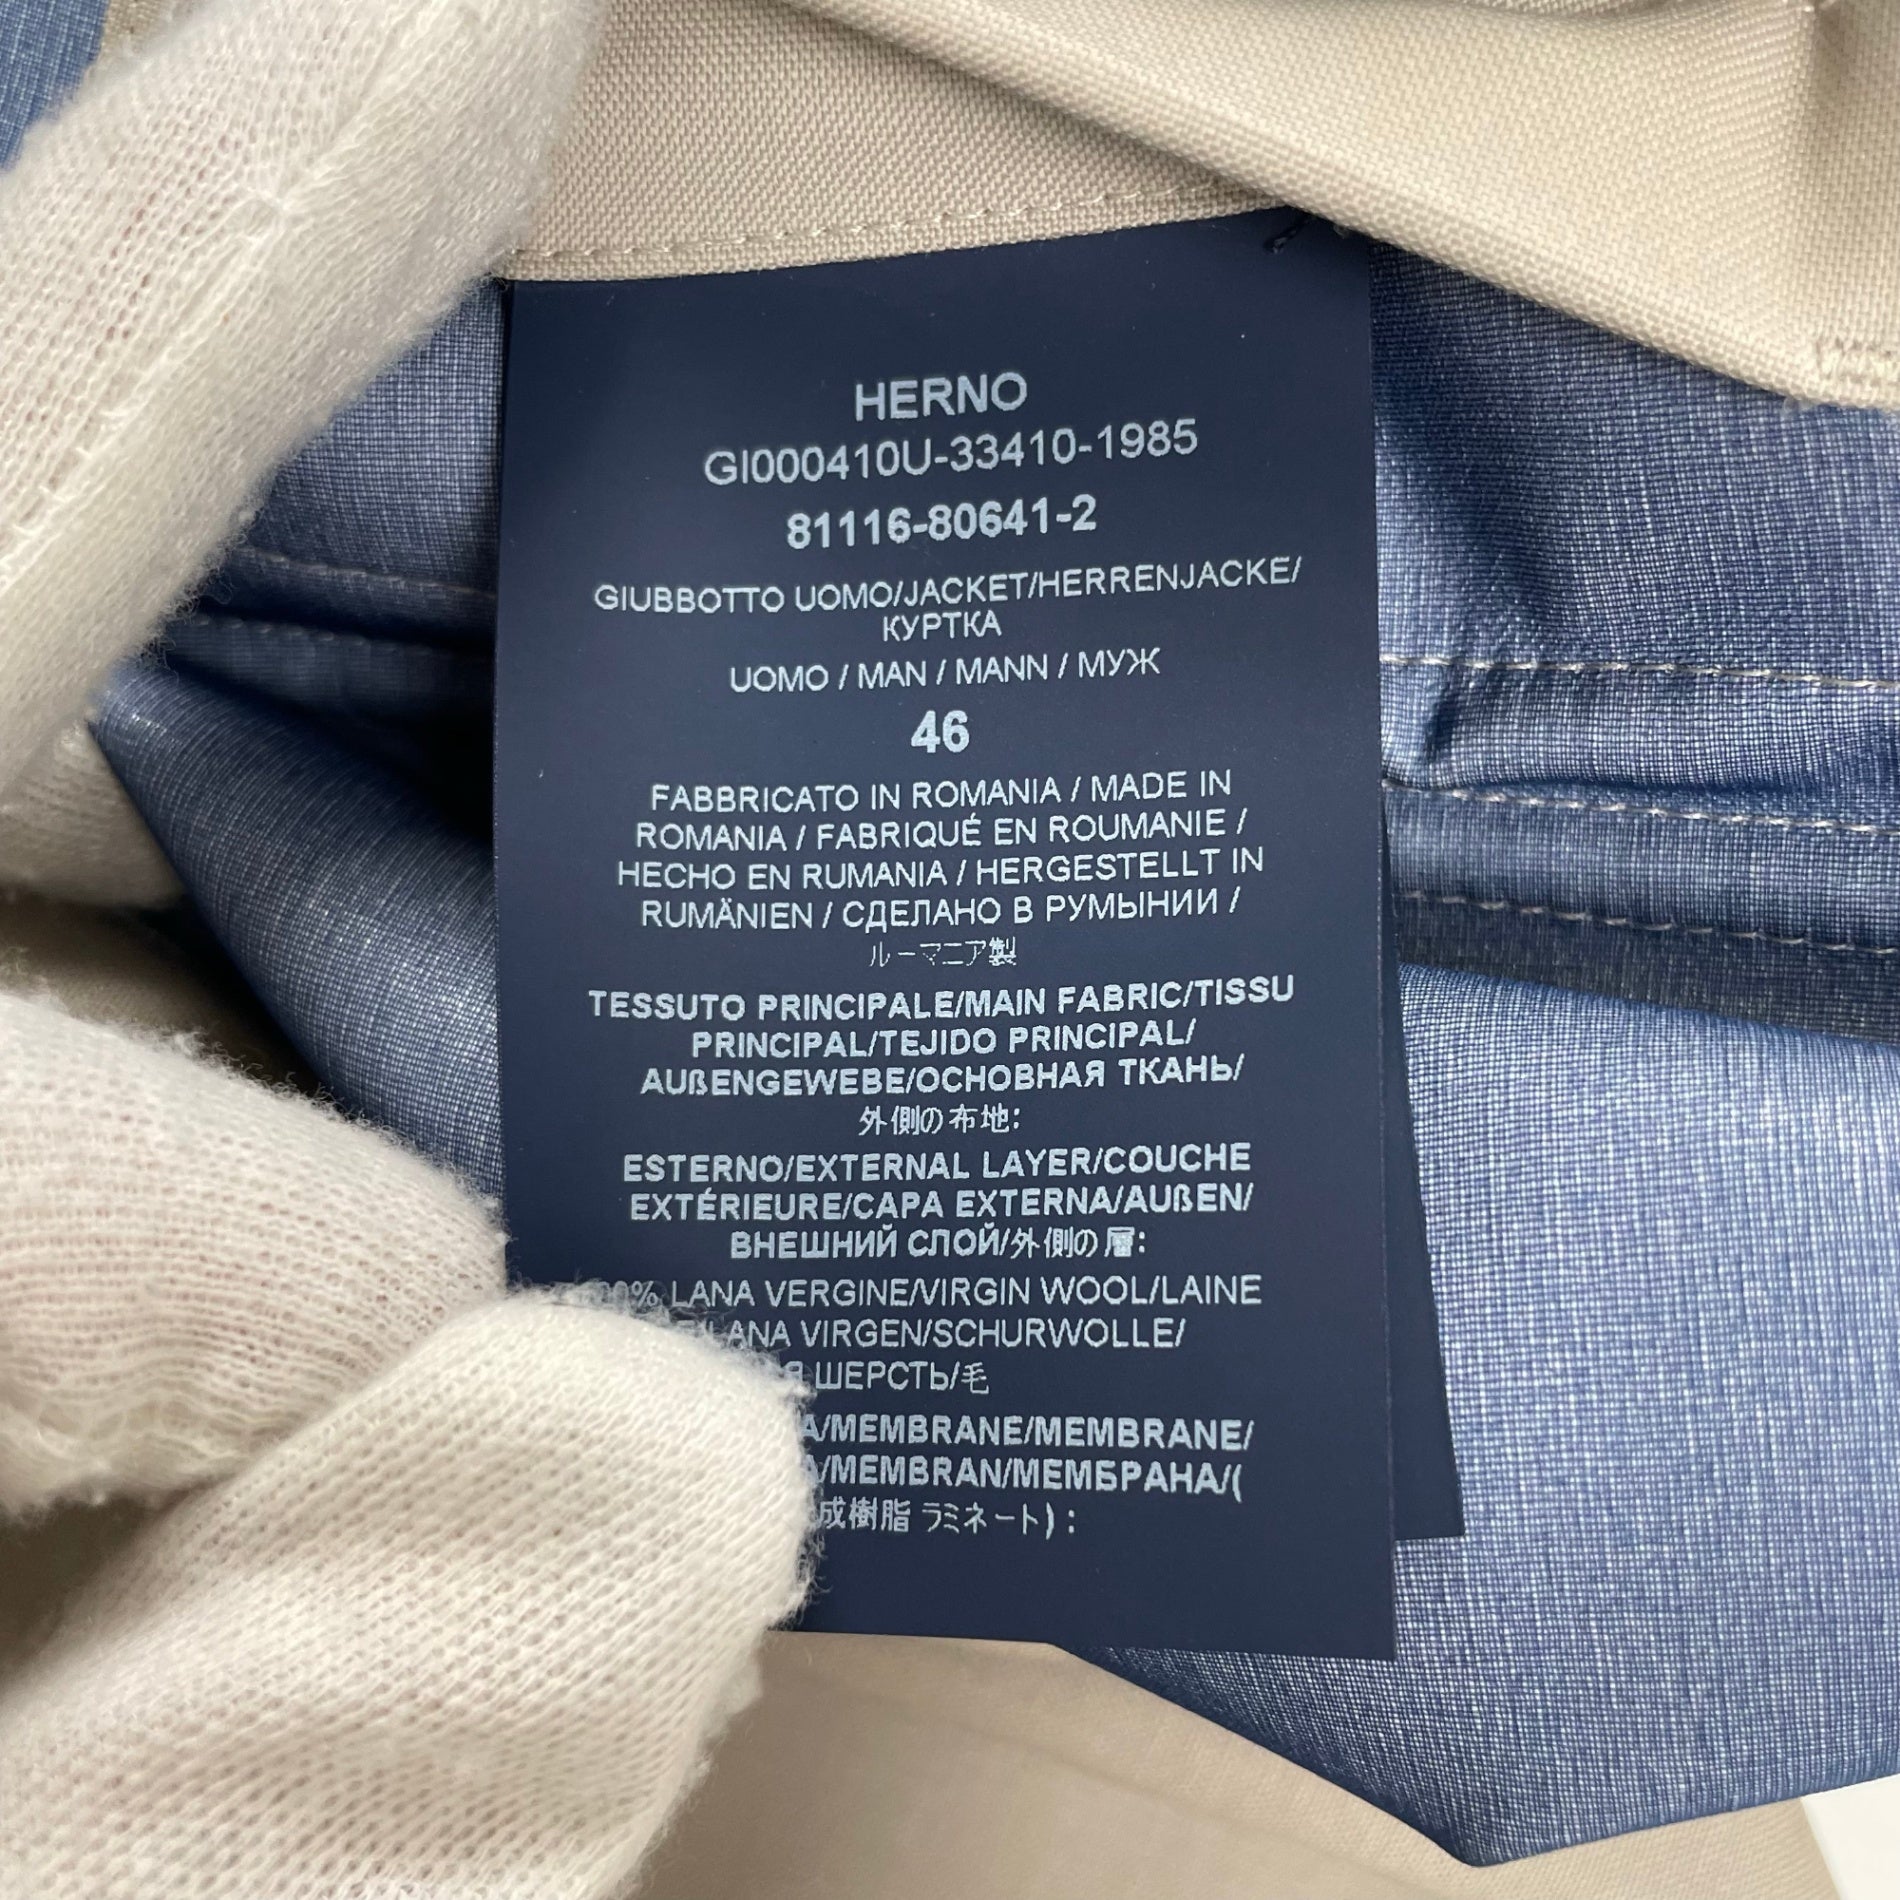 HERNO
GI000410U-33410-1985
81116-80641-2
GIUBBOTTO UOMO/JACKET/HERRENJACKE/
КУРТКА
UOMO / MAN / MANN / МУЖ
46
FABBRICATO IN ROMANIA / MADE IN
ROMANIA / FABRIQUÉ EN ROUMANIE /
HECHO EN RUMANIA / HERGESTELLT IN
RUMÄNIEN / СДЕЛАНО В РУМЫНИИ /
ルーマニア製
TESSUTO PRINCIPALE/MAIN FABRIC/TISSU
PRINCIPAL/TEJIDO PRINCIPAL/
AUßENGEWEBE/ОСНОВНАЯ ТКАНЬ/
外側の布地:
ESTERNO/EXTERNAL LAYER/COUCHE
EXTÉRIEURE/CAPA EXTERNA/AUßEN/
ВНЕШНИЙ СЛОЙ/外側の層:
LANA VERGINE/VIRGIN WOOL/LAINE
LANA VIRGEN/SCHURWOLLE/
ШЕРСТЬ/毛
/MEMBRANE/MEMBRANE/
/MEMBRAN/МЕМБРАНА/(
成樹脂 ラミネート):